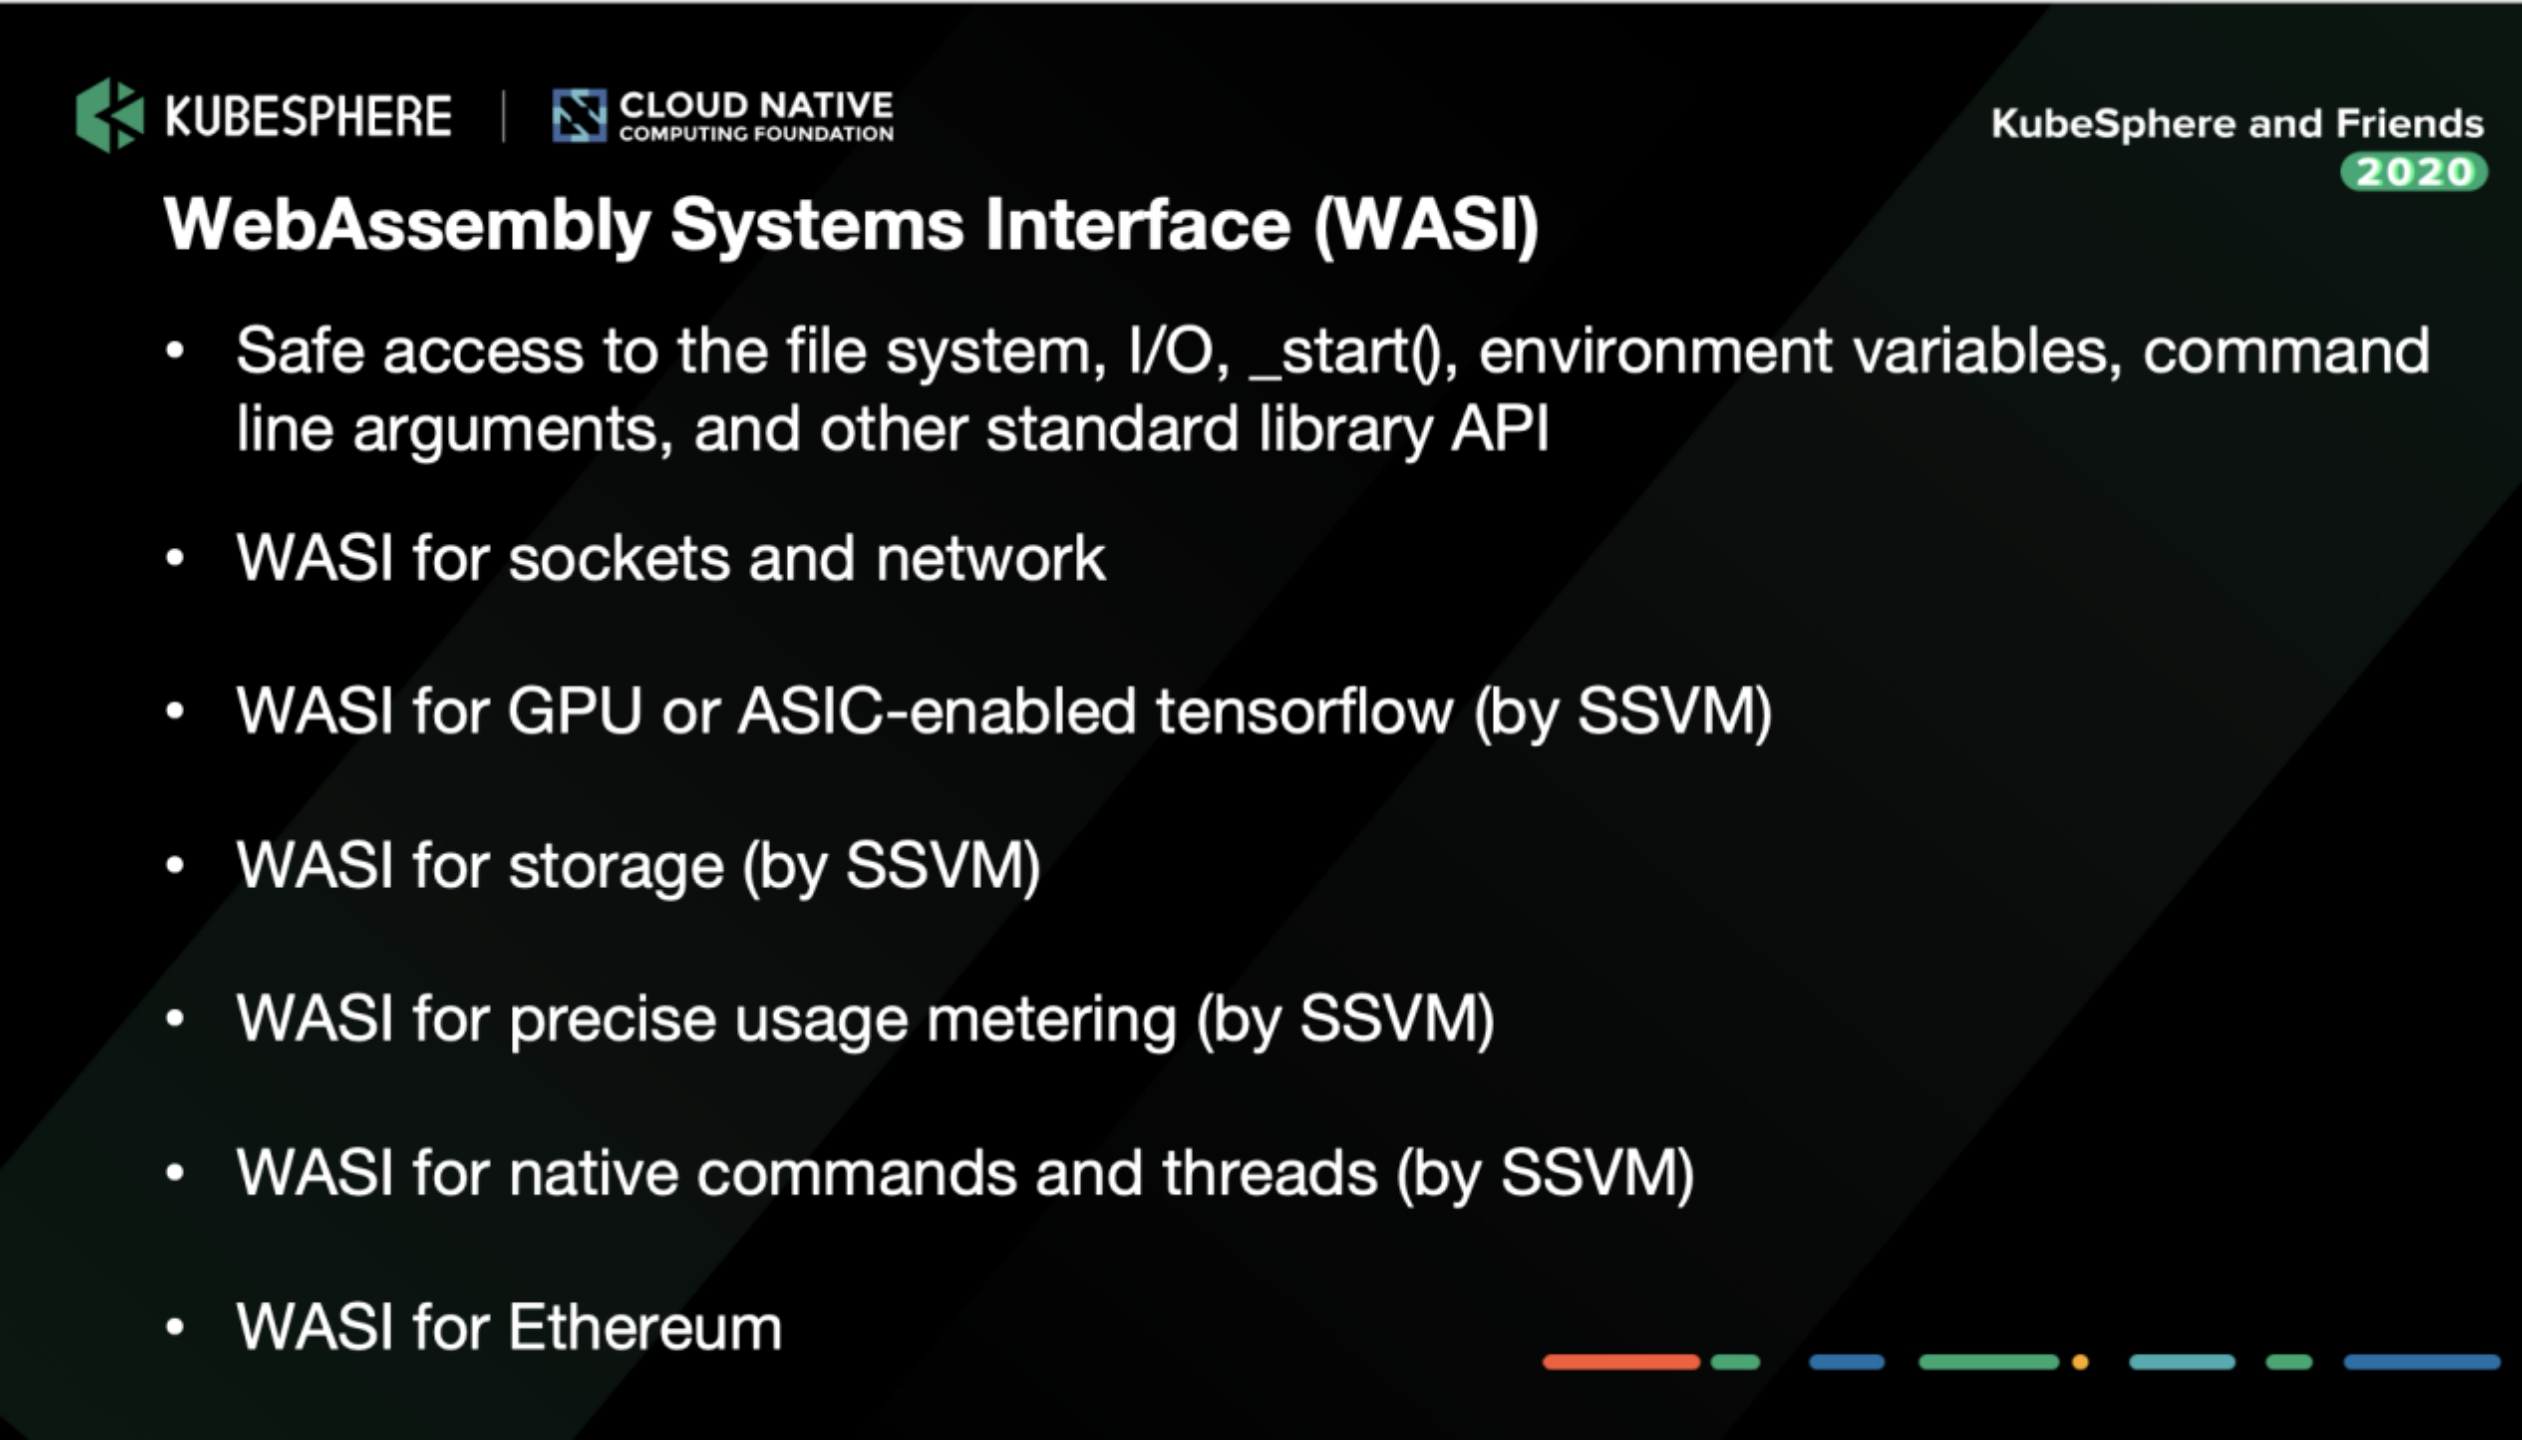 KUBESPHERE
CLOUD NATIVE
COMPUTING FOUNDATION
KubeSphere and Friends
2020
WebAssembly Systems Interface (WASI)
• Safe access to the file system, I/O, _start(), environment variables, command
line arguments, and other standard library API
• WASI for sockets and network
• WASI for GPU or ASIC-enabled tensorflow (by SSVM)
• WASI for storage (by SSVM)
• WASI for precise usage metering (by SSVM)
• WASI for native commands and threads (by SSVM)
• WASI for Ethereum